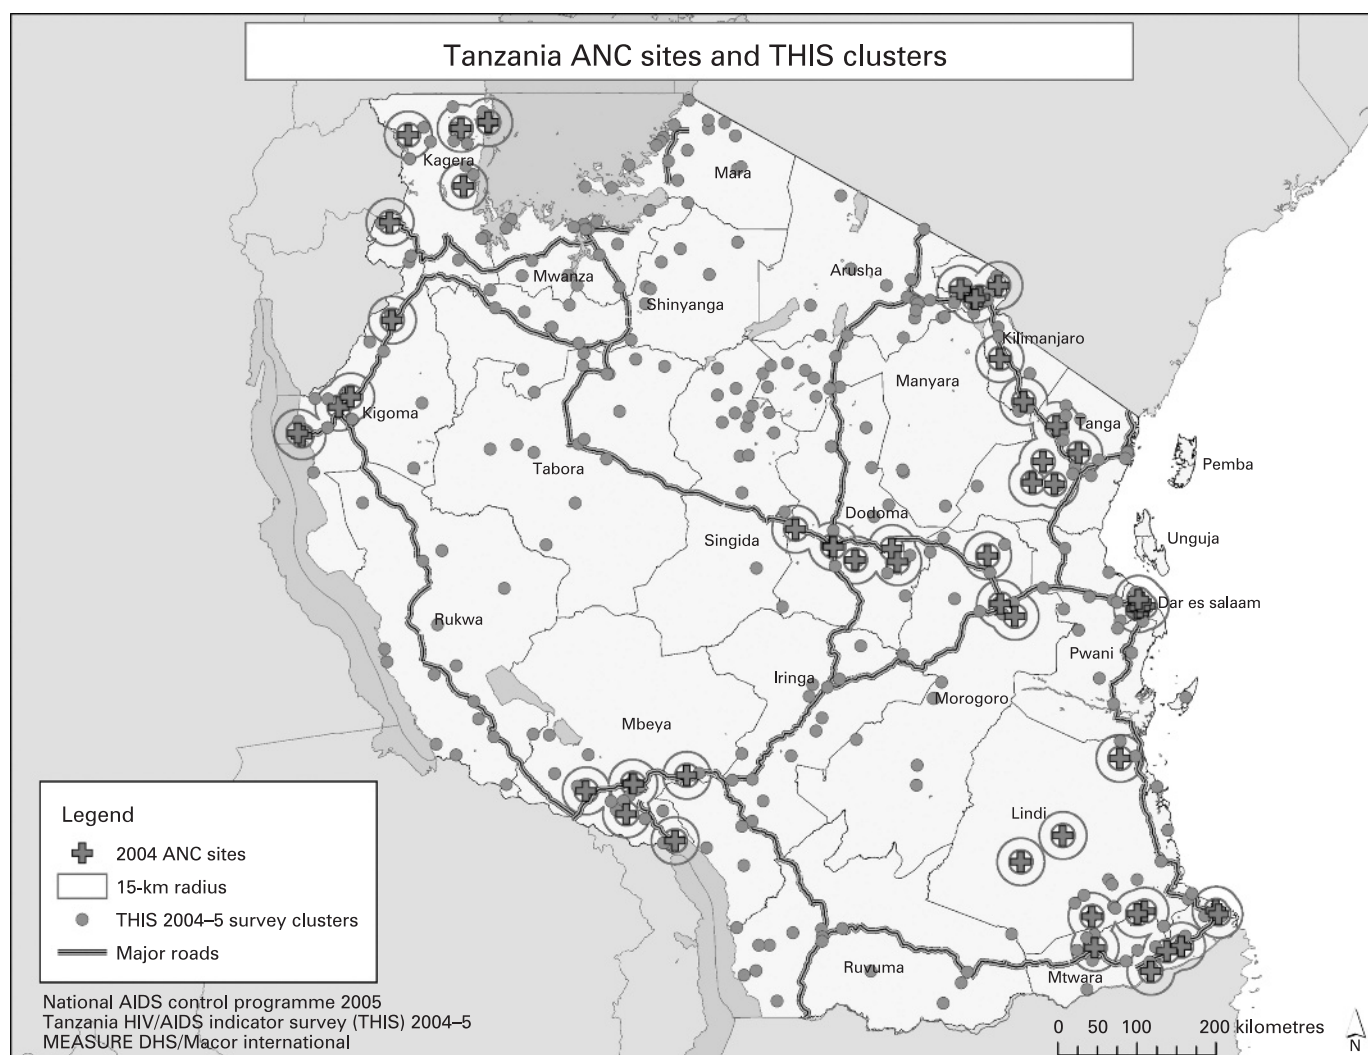 Tanzania ANC sites and THIS clusters
Kagera
Mara
Mwanza
Arusha
Shinyanga
Kilimanjaro
Manyara
Kigoma
Tanga
Tabora
Pemba
Dodoma
Singida
Unguja
Rukwa
Dar es salaam
Pwani
Iringa
Morogoro
Mbeya
Lindi
Ruvuma
Mtwara
Legend
2004 ANC sites
15-km radius
THIS 2004–5 survey clusters
Major roads
National AIDS control programme 2005
Tanzania HIV/AIDS indicator survey (THIS) 2004–5
MEASURE DHS/Macor international
0 50 100 200 kilometres
N